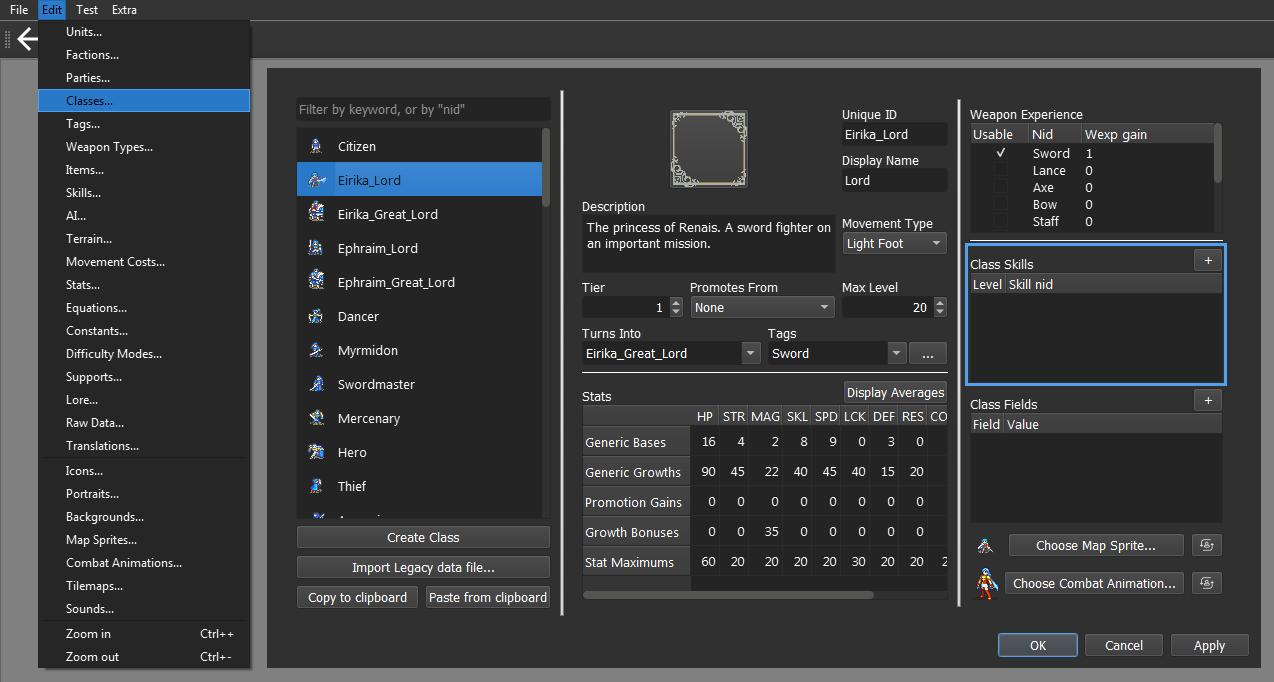 File Edit Test Extra
Units...
Factions...
Parties...
Classes...
Tags...
Weapon Types...
Items...
Skills...
AI...
Terrain...
Movement Costs...
Stats...
Equations...
Constants...
Difficulty Modes...
Supports...
Lore...
Raw Data...
Translations...
Icons...
Portraits...
Backgrounds...
Map Sprites...
Combat Animations...
Tilemaps...
Sounds...
Zoom in Ctrl++
Zoom out Ctrl+-
Filter by keyword, or by "nid"
Citizen
Eirika_Lord
Eirika_Great_Lord
Ephraim_Lord
Ephraim_Great_Lord
Dancer
Myrmidon
Swordmaster
Mercenary
Hero
Thief
Create Class
Import Legacy data file...
Copy to clipboard Paste from clipboard
Unique ID
Eirika_Lord
Display Name
Lord
Description
The princess of Renais. A sword fighter on
an important mission.
Movement Type
Light Foot
Tier Promotes From Max Level
1 None 20
Turns Into Tags
Eirika_Great_Lord Sword ...
Stats Display Averages
HP STR MAG SKL SPD LCK DEF RES CO
Generic Bases 16 4 2 8 9 0 3 0
Generic Growths 90 45 22 40 45 40 15 20
Promotion Gains 0 0 0 0 0 0 0 0
Growth Bonuses 0 0 35 0 0 0 0 0
Stat Maximums 60 20 20 20 20 30 20 20 2
Weapon Experience
Usable Nid Wexp gain
✓ Sword 1
Lance 0
Axe 0
Bow 0
Staff 0
Class Skills +
Level Skill nid
Class Fields +
Field Value
Choose Map Sprite...
Choose Combat Animation...
OK Cancel Apply